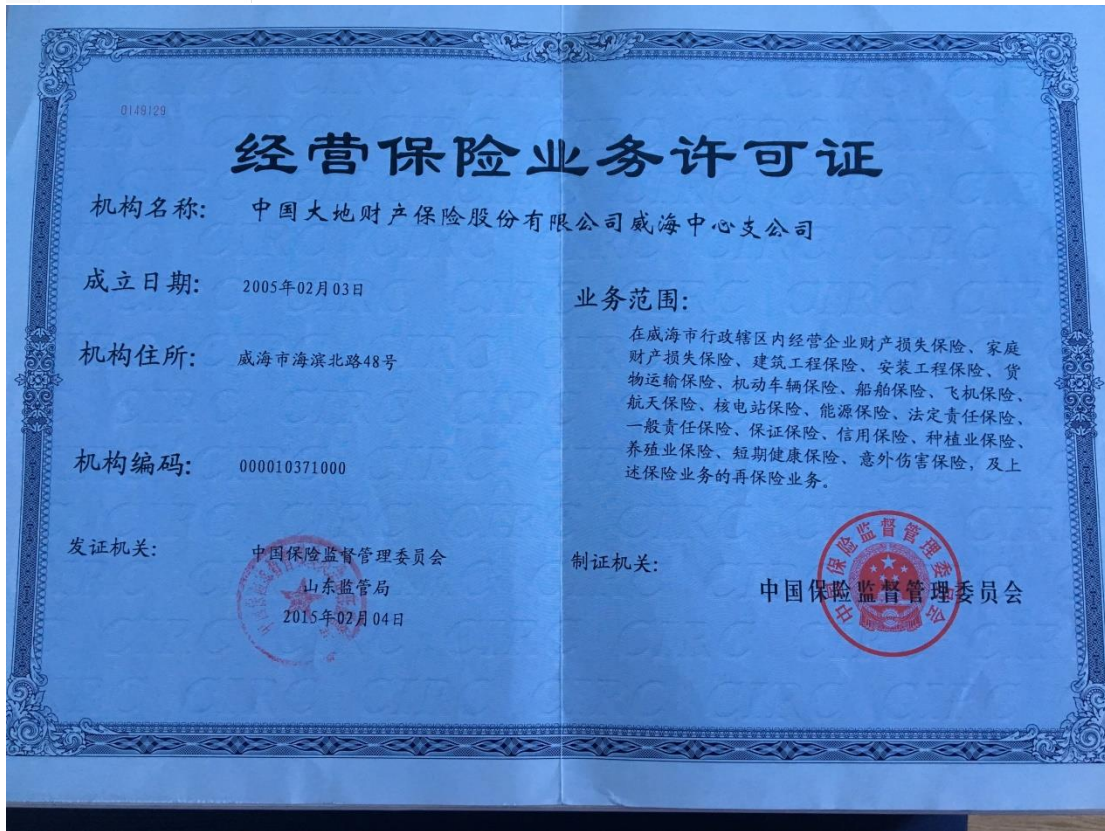 0149129
经营保险业务许可证
机构名称: 中国大地财产保险股份有限公司威海中心支公司
成立日期: 2005年02月03日
机构住所: 威海市海滨北路48号
机构编码: 000010371000
发证机关: 中国保险监督管理委员会
山东监管局
2015年02月04日
业务范围:
在威海市行政辖区内经营企业财产损失保险、家庭
财产损失保险、建筑工程保险、安装工程保险、货
物运输保险、机动车辆保险、船舶保险、飞机保险、
航天保险、核电站保险、能源保险、法定责任保险、
一般责任保险、保证保险、信用保险、种植业保险、
养殖业保险、短期健康保险、意外伤害保险，及上
述保险业务的再保险业务。
制证机关:
中国保险监督管理委员会
中国保险监督管理委员会